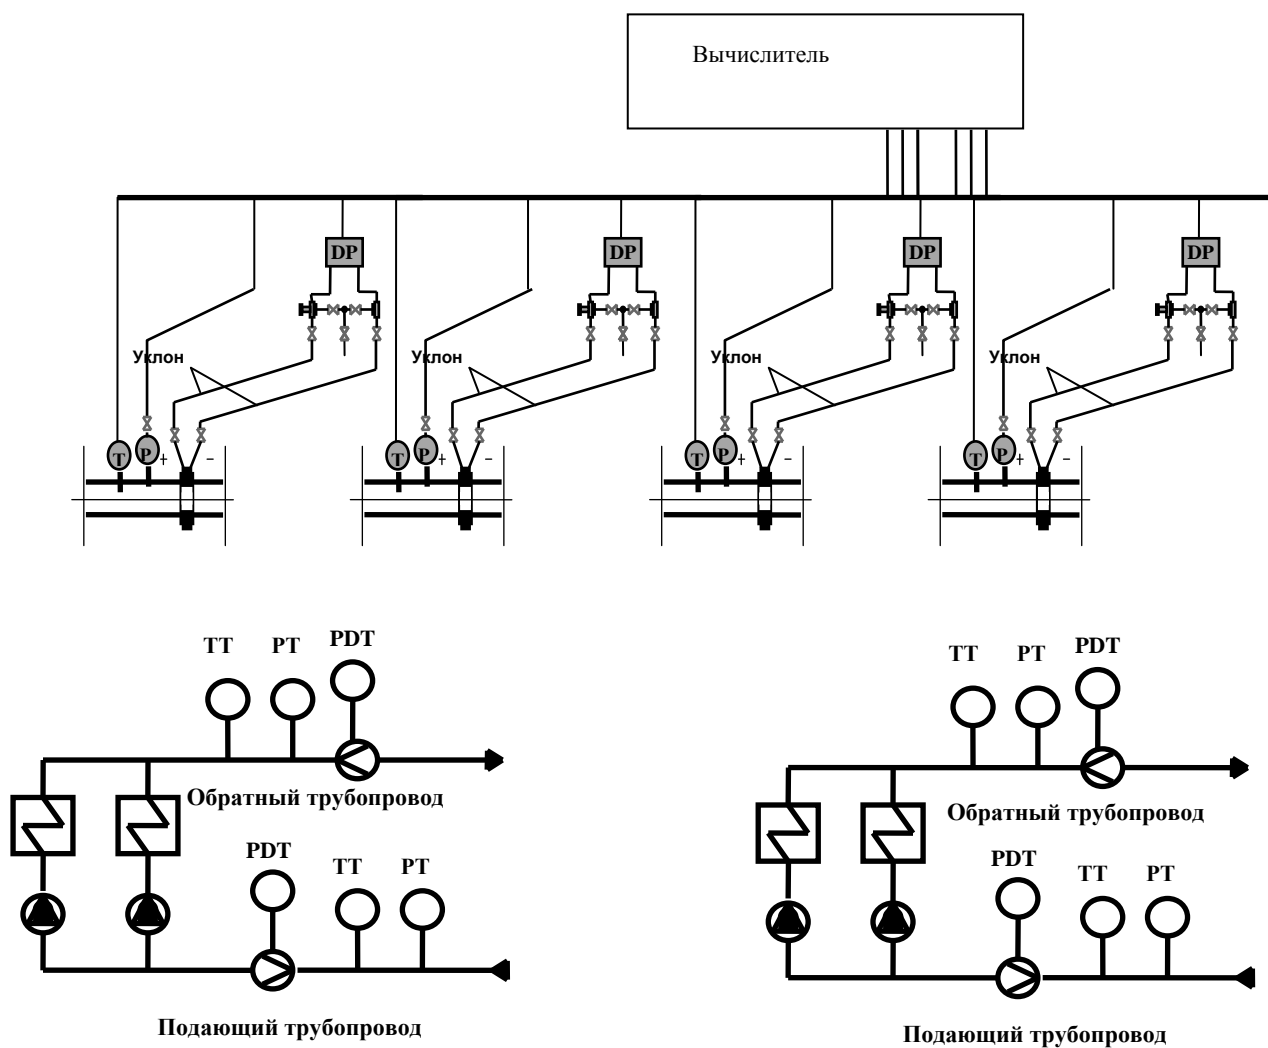 Вычислитель
DP DP DP DP
Уклон Уклон Уклон Уклон
T P + – T P + – T P + – T P + –
TT PT PDT
TT PT PDT
Обратный трубопровод
Обратный трубопровод
PDT TT PT
PDT TT PT
Подающий трубопровод
Подающий трубопровод